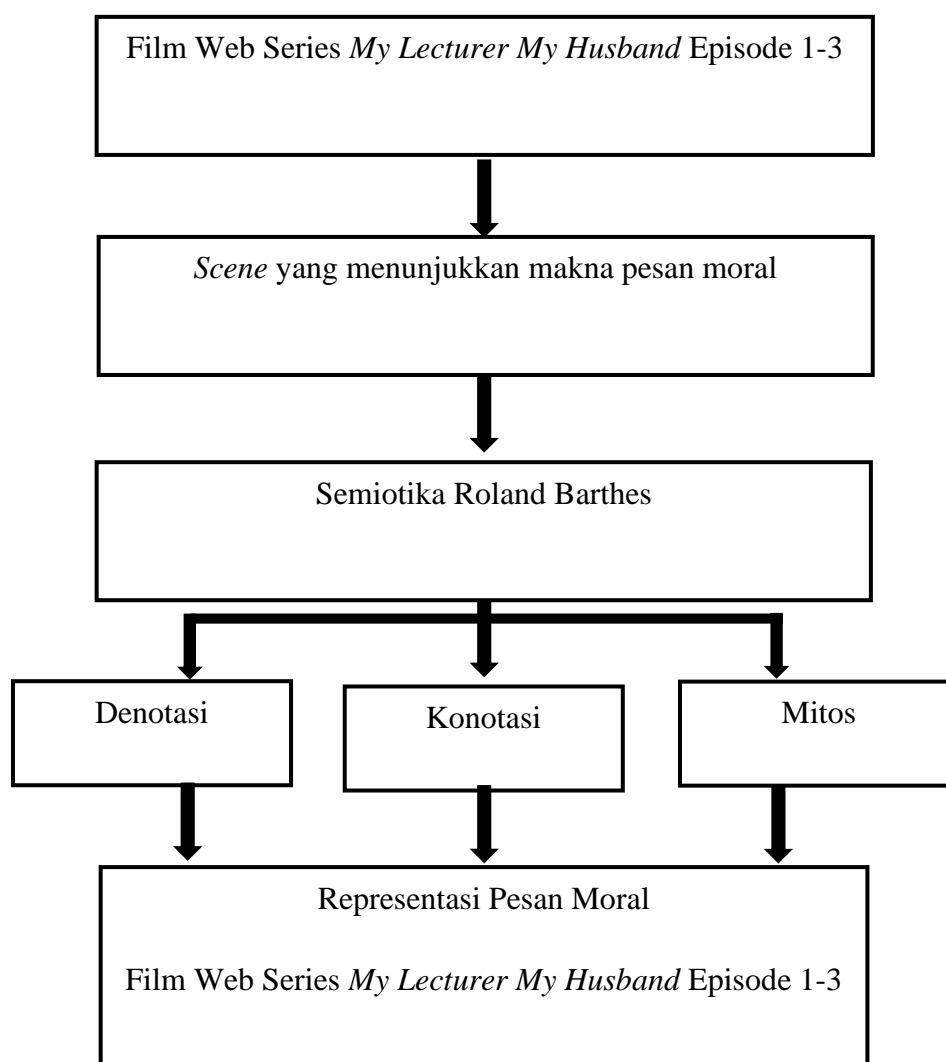 Film Web Series My Lecturer My Husband Episode 1-3
Scene yang menunjukkan makna pesan moral
Semiotika Roland Barthes
Denotasi
Konotasi
Mitos
Representasi Pesan Moral
Film Web Series My Lecturer My Husband Episode 1-3